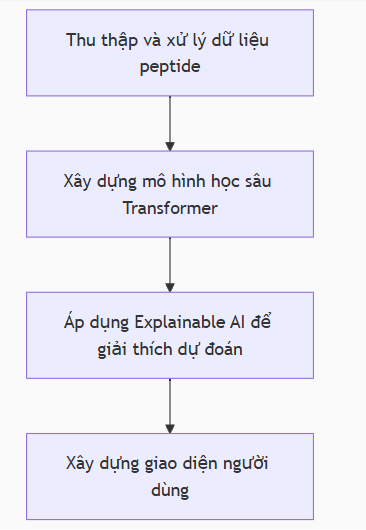 Thu thập và xử lý dữ liệu
peptide
Xây dựng mô hình học sâu
Transformer
Áp dụng Explainable AI để
giải thích dự đoán
Xây dựng giao diện người
dùng